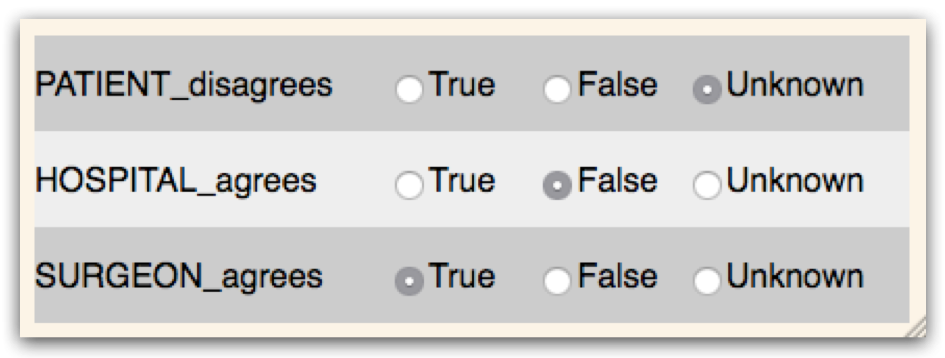 PATIENT_disagrees True False Unknown
HOSPITAL_agrees True False Unknown
SURGEON_agrees True False Unknown